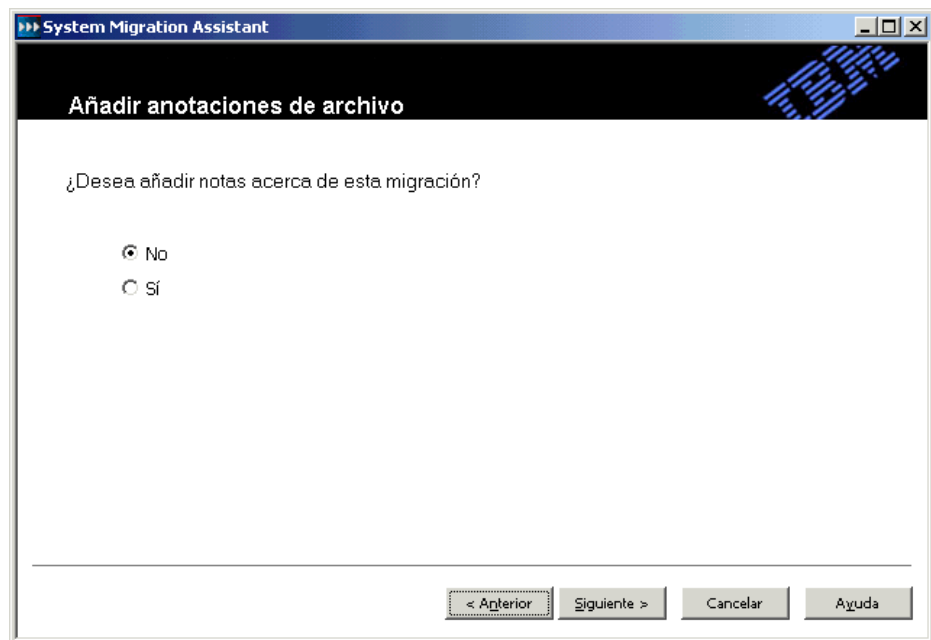 System Migration Assistant
IBM
Añadir anotaciones de archivo
¿Desea añadir notas acerca de esta migración?
No
Sí
< Anterior
Siguiente >
Cancelar
Ayuda